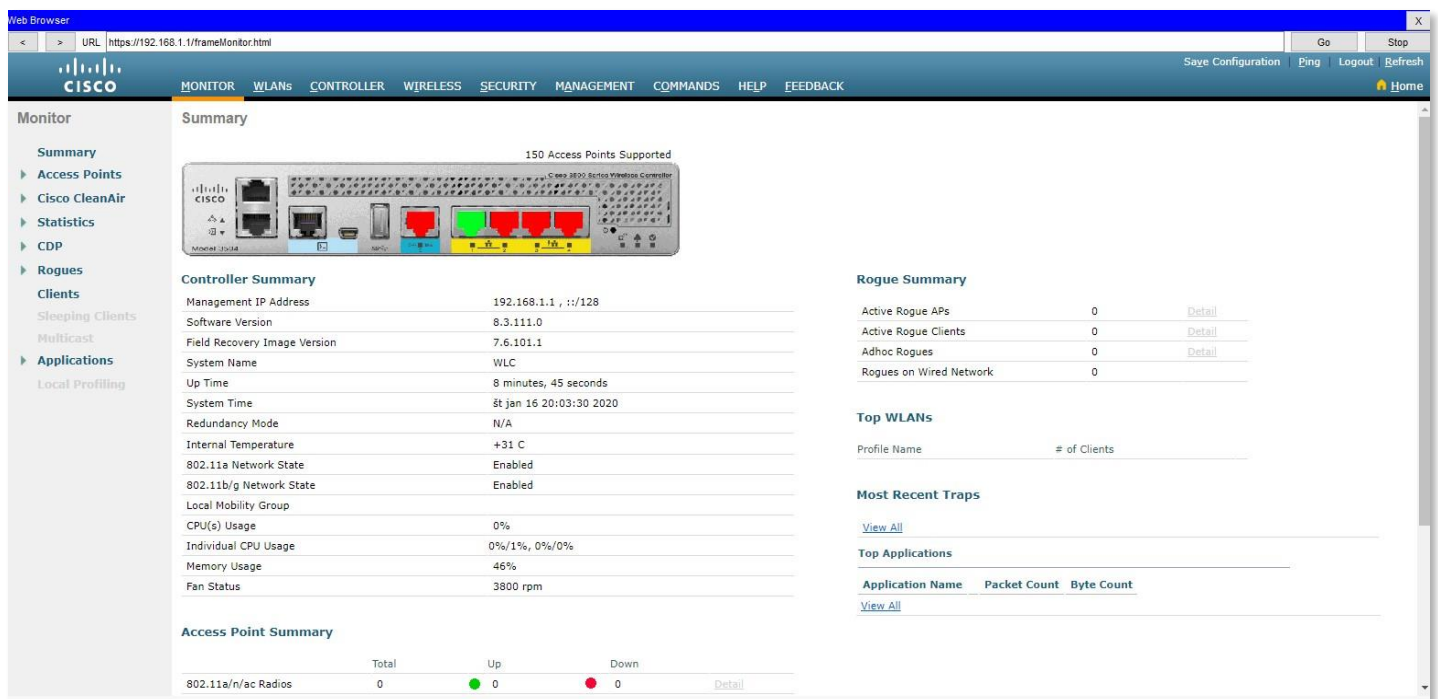 Web Browser X
< > URL https://192.168.1.1/frameMonitor.html Go Stop
Save Configuration Ping Logout Refresh
CISCO MONITOR WLANs CONTROLLER WIRELESS SECURITY MANAGEMENT COMMANDS HELP FEEDBACK Home
Monitor
Summary
Access Points
Cisco CleanAir
Statistics
CDP
Rogues
Clients
Sleeping Clients
Multicast
Applications
Local Profiling
Summary
150 Access Points Supported
CISCO
Model 3504
Controller Summary
Management IP Address 192.168.1.1 , ::/128
Software Version 8.3.111.0
Field Recovery Image Version 7.6.101.1
System Name WLC
Up Time 8 minutes, 45 seconds
System Time št jan 16 20:03:30 2020
Redundancy Mode N/A
Internal Temperature +31 C
802.11a Network State Enabled
802.11b/g Network State Enabled
Local Mobility Group
CPU(s) Usage 0%
Individual CPU Usage 0%/1%, 0%/0%
Memory Usage 46%
Fan Status 3800 rpm
Access Point Summary
Total Up Down
802.11a/n/ac Radios 0 0 0 Detail
Rogue Summary
Active Rogue APs 0 Detail
Active Rogue Clients 0 Detail
Adhoc Rogues 0 Detail
Rogues on Wired Network 0
Top WLANs
Profile Name # of Clients
Most Recent Traps
View All
Top Applications
Application Name Packet Count Byte Count
View All